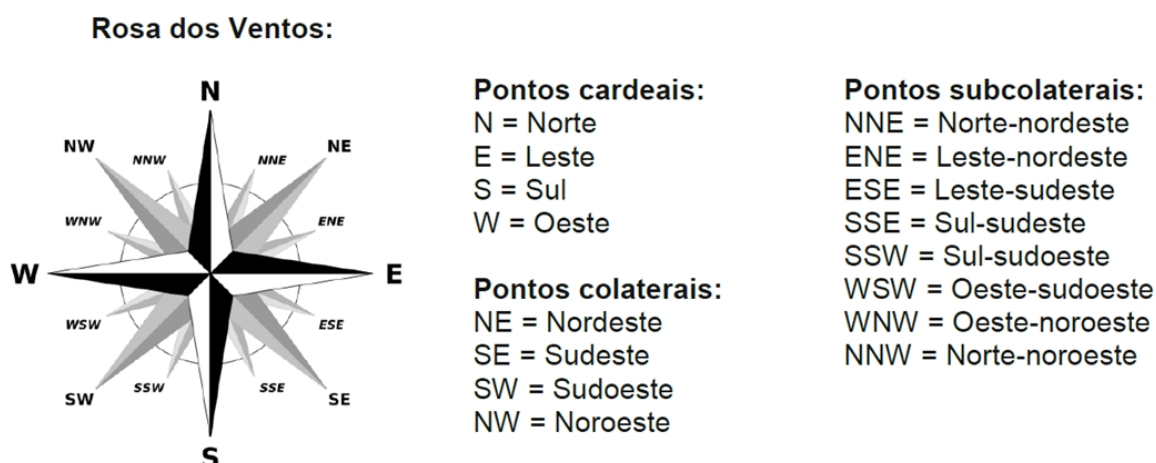 Rosa dos Ventos:
N
NW
NNW
NNE
NE
WNW
ENE
W
E
WSW
ESE
SW
SSW
SSE
SE
S
Pontos cardeais:
N = Norte
E = Leste
S = Sul
W = Oeste
Pontos colaterais:
NE = Nordeste
SE = Sudeste
SW = Sudoeste
NW = Noroeste
Pontos subcolaterais:
NNE = Norte-nordeste
ENE = Leste-nordeste
ESE = Leste-sudeste
SSE = Sul-sudeste
SSW = Sul-sudoeste
WSW = Oeste-sudoeste
WNW = Oeste-noroeste
NNW = Norte-noroeste